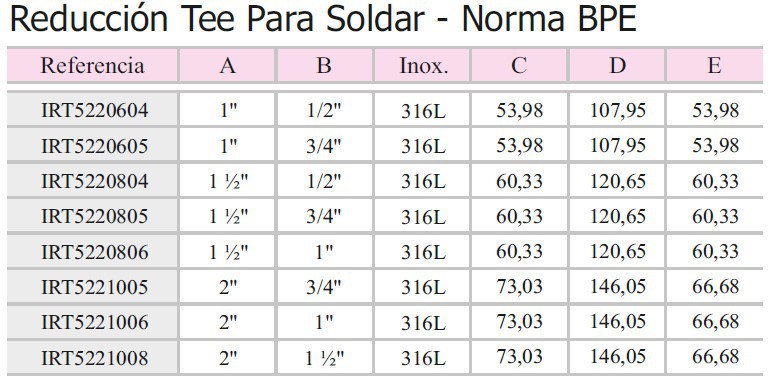 Reducción Tee Para Soldar - Norma BPE
Referencia A B Inox. C D E
IRT5220604 1" 1/2" 316L 53,98 107,95 53,98
IRT5220605 1" 3/4" 316L 53,98 107,95 53,98
IRT5220804 1 ½" 1/2" 316L 60,33 120,65 60,33
IRT5220805 1 ½" 3/4" 316L 60,33 120,65 60,33
IRT5220806 1 ½" 1" 316L 60,33 120,65 60,33
IRT5221005 2" 3/4" 316L 73,03 146,05 66,68
IRT5221006 2" 1" 316L 73,03 146,05 66,68
IRT5221008 2" 1 ½" 316L 73,03 146,05 66,68